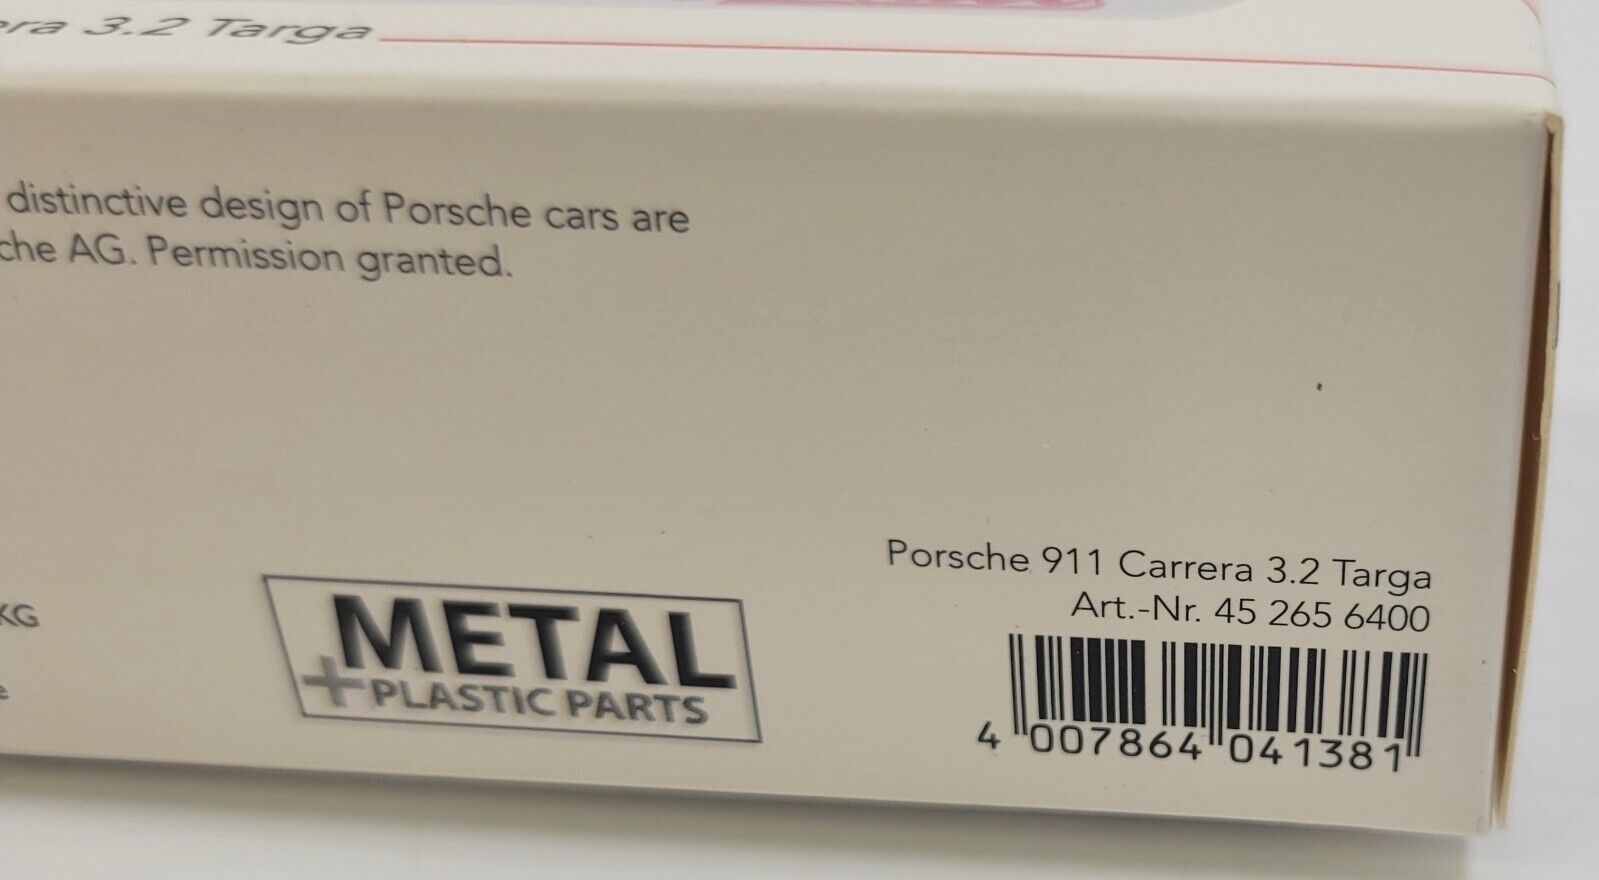 3.2 Targa
distinctive design of Porsche cars are
AG. Permission granted.
KG
METAL
+PLASTIC PARTS
Porsche 911 Carrera 3.2 Targa
Art.-Nr. 45 265 6400
4 007864 041381